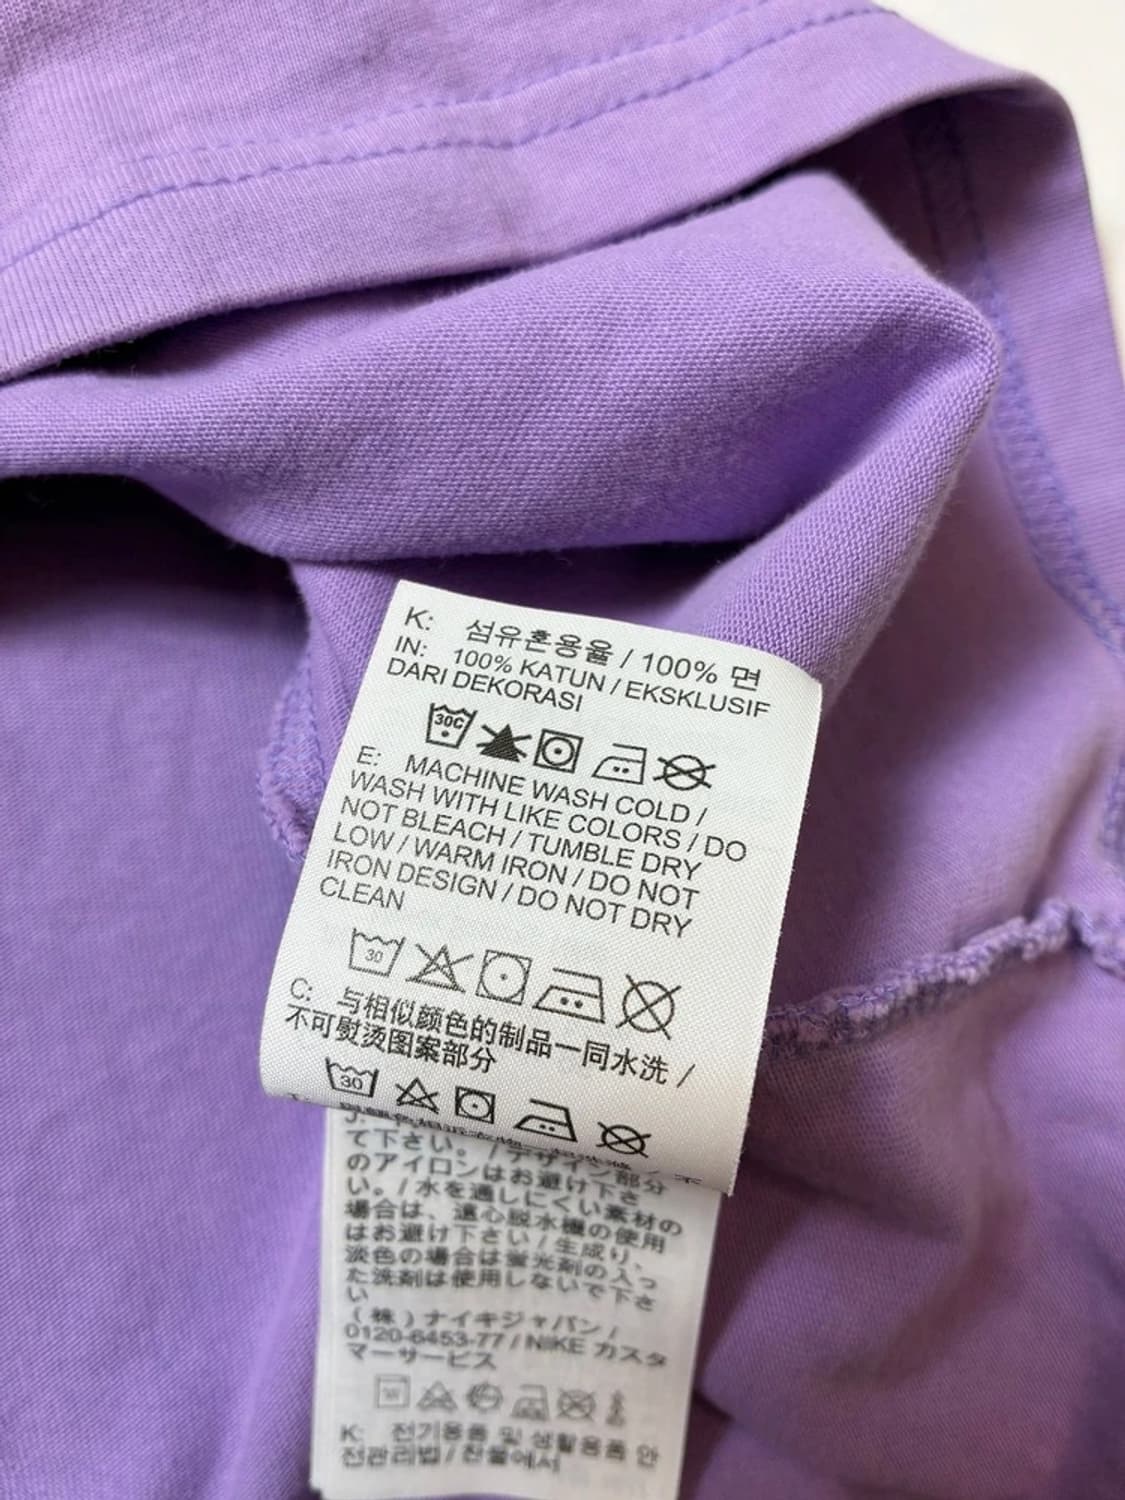 K: 섬유혼용율 / 100% 면
IN: 100% KATUN / EKSKLUSIF
DARI DEKORASI
30C
E: MACHINE WASH COLD /
WASH WITH LIKE COLORS / DO
NOT BLEACH / TUMBLE DRY
LOW / WARM IRON / DO NOT
IRON DESIGN / DO NOT DRY
CLEAN
30
C: 与相似颜色的制品一同水洗 /
不可熨烫图案部分
30
て下さい。 / デザイン部分
のアイロンはお避け下さ
い。 / 水を通しにくい素材の
場合は、遠心脱水機の使用
はお避け下さい / 生成り、
淡色の場合は蛍光剤の入っ
た洗剤は使用しないで下さ
い
(株) ナイキジャパン /
0120-6453-77 / NIKE カスタ
マーサービス
K: 전기용품 및 생활용품 안
전관리법 / 찬물에서